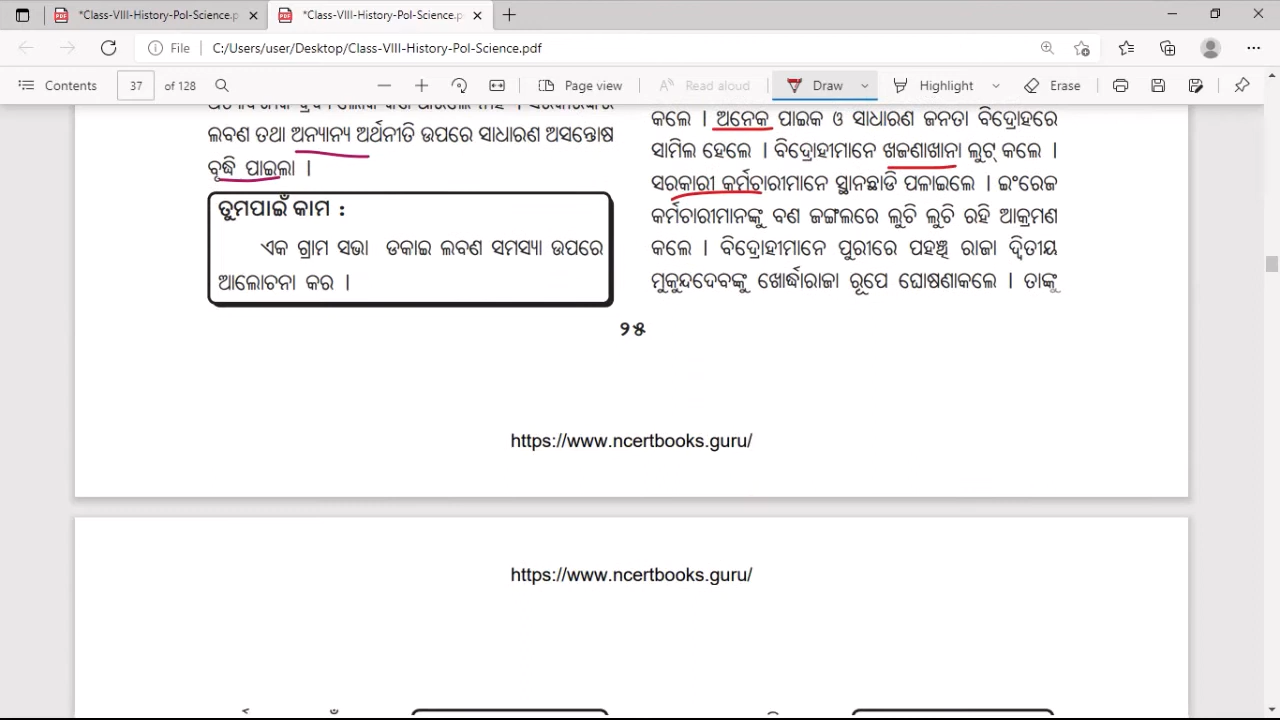 *Class-VIII-History-Pol-Science.p
*Class-VIII-History-Pol-Science.p
File
C:/Users/user/Desktop/Class-VIII-History-Pol-Science.pdf
Contents
37
of 128
Page view
Read aloud
Draw
Highlight
Erase
ଲବଣ ତଥା ଅନ୍ୟାନ୍ୟ ଅର୍ଥନୀତି ଉପରେ ସାଧାରଣ ଅସନ୍ତୋଷ
ବୃଦ୍ଧି ପାଇଲା ।
ତୁମପାଇଁ କାମ :
ଏକ ଗ୍ରାମ ସଭା ଡକାଇ ଲବଣ ସମସ୍ୟା ଉପରେ
ଆଲୋଚନା କର ।
କଲେ । ଅନେକ ପାଇକ ଓ ସାଧାରଣ ଜନତା ବିଦ୍ରୋହରେ
ସାମିଲ ହେଲେ । ବିଦ୍ରୋହୀମାନେ ଖଜଣାଖାନା ଲୁଟ୍ କଲେ ।
ସରକାରୀ କର୍ମଚାରୀମାନେ ସ୍ଥାନଛାଡି ପଳାଇଲେ । ଇଂରେଜ
କର୍ମଚାରୀମାନଙ୍କୁ ବଣ ଜଙ୍ଗଲରେ ଲୁଚି ଲୁଚି ରହି ଆକ୍ରମଣ
କଲେ । ବିଦ୍ରୋହୀମାନେ ପୁରୀରେ ପହଞ୍ଚି ରାଜା ଦ୍ୱିତୀୟ
ମୁକୁନ୍ଦଦେବଙ୍କୁ ଖୋର୍ଦ୍ଧାରାଜା ରୂପେ ଘୋଷଣାକଲେ । ତାଙ୍କୁ
୨୫
https://www.ncertbooks.guru/
https://www.ncertbooks.guru/